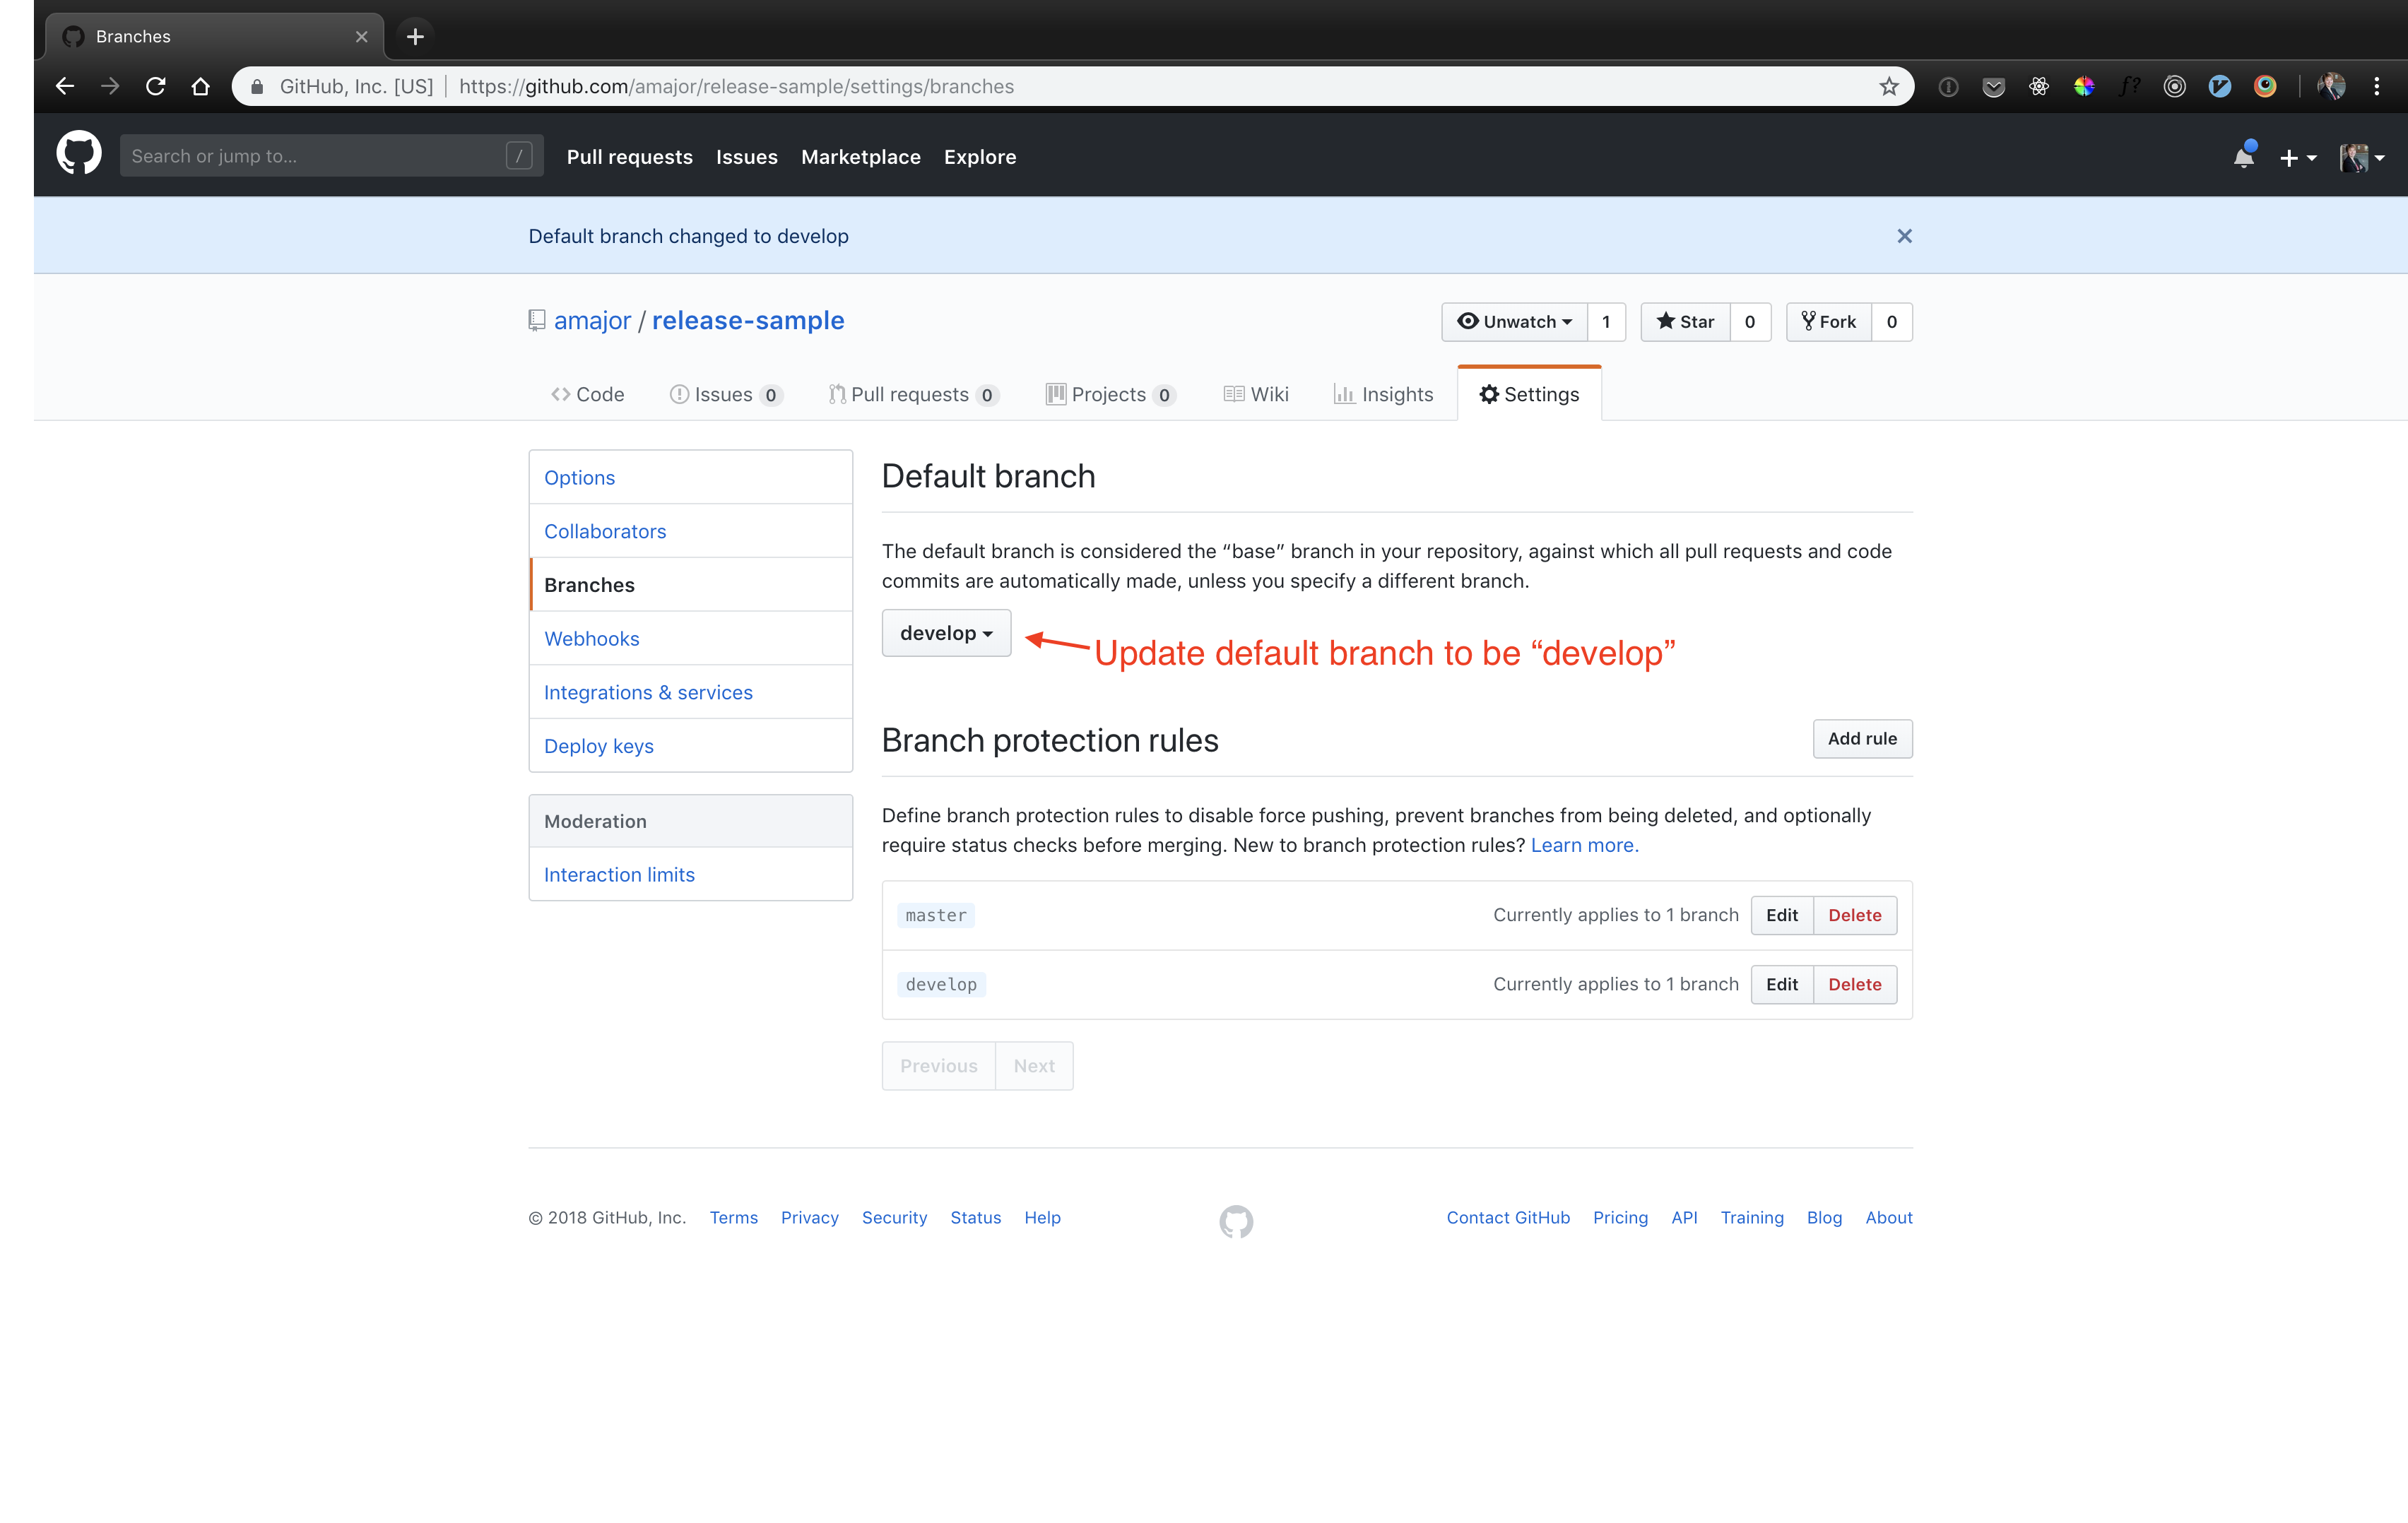 Branches
GitHub, Inc. [US] https://github.com/amajor/release-sample/settings/branches
f?
Search or jump to... /
Pull requests Issues Marketplace Explore
Default branch changed to develop
amajor / release-sample
Unwatch 1 Star 0 Fork 0
Code Issues 0 Pull requests 0 Projects 0 Wiki Insights Settings
Options
Collaborators
Branches
Webhooks
Integrations & services
Deploy keys
Moderation
Interaction limits
Default branch
The default branch is considered the “base” branch in your repository, against which all pull requests and code
commits are automatically made, unless you specify a different branch.
develop
Update default branch to be “develop”
Branch protection rules
Add rule
Define branch protection rules to disable force pushing, prevent branches from being deleted, and optionally
require status checks before merging. New to branch protection rules? Learn more.
master Currently applies to 1 branch Edit Delete
develop Currently applies to 1 branch Edit Delete
Previous Next
© 2018 GitHub, Inc. Terms Privacy Security Status Help
Contact GitHub Pricing API Training Blog About